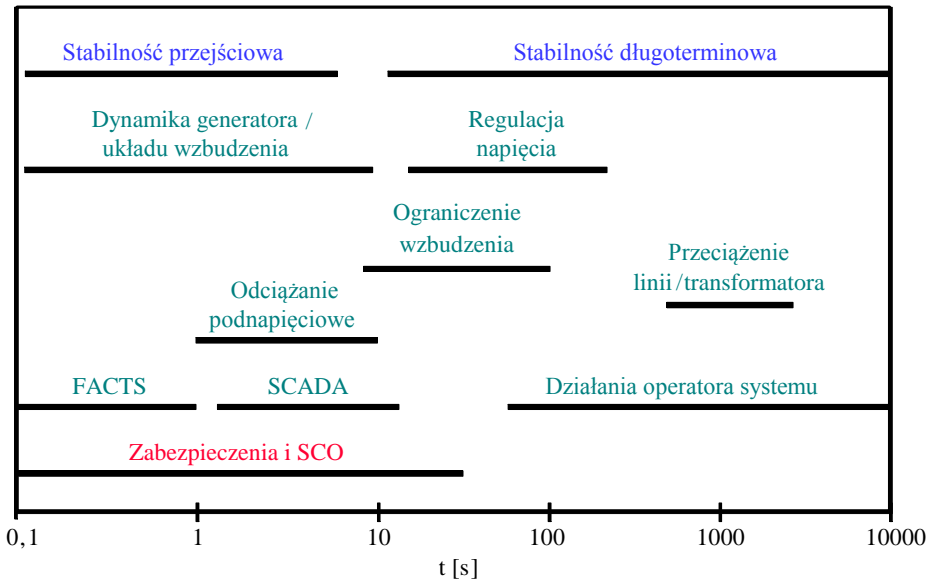 Stabilność przejściowa
Stabilność długoterminowa
Dynamika generatora /
układu wzbudzenia
Regulacja
napięcia
Ograniczenie
wzbudzenia
Przeciążenie
linii/transformatora
Odciążanie
podnapięciowe
FACTS
SCADA
Działania operatora systemu
Zabezpieczenia i SCO
0,1
1
10
100
1000
10000
t [s]